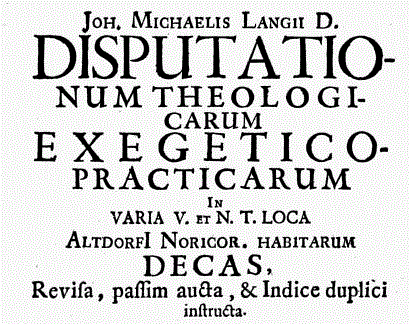 JOH. MICHAELIS LANGII D.
DISPUTATIO-
NUM THEOLOGI-
CARUM
EXEGETICO-
PRACTICARUM
IN
VARIA V. ET N. T. LOCA
ALTDORFI NORICOR. HABITARUM
DECAS,
Reviſa, paſſim aucta, & Indice duplici
inſtructa.